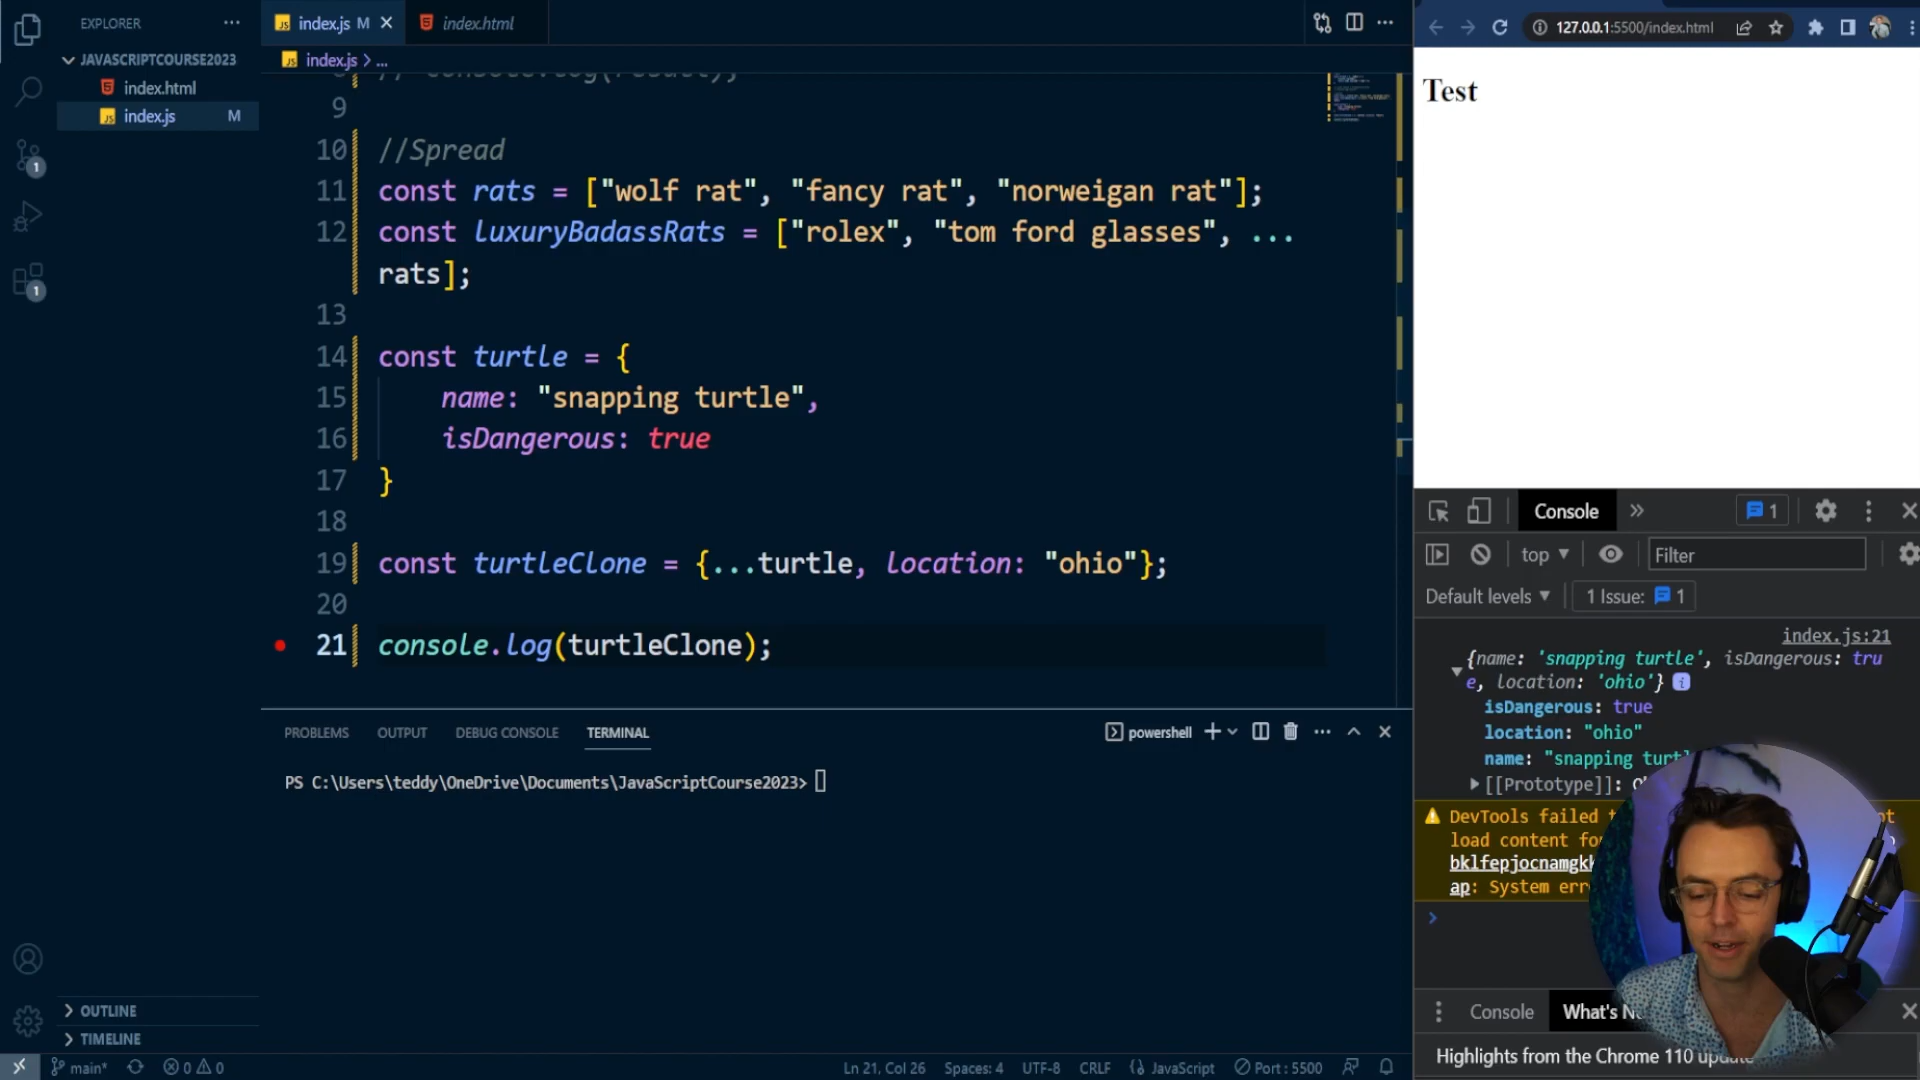 EXPLORER
JAVASCRIPTCOURSE2023
index.html
index.js M
1
1
OUTLINE
TIMELINE
index.js M
index.html
index.js > ...
9
10 //Spread
11 const rats = ["wolf rat", "fancy rat", "norweigan rat"];
12 const luxuryBadassRats = ["rolex", "tom ford glasses", ...
rats];
13
14 const turtle = {
15 name: "snapping turtle",
16 isDangerous: true
17 }
18
19 const turtleClone = {...turtle, location: "ohio"};
20
21 console.log(turtleClone);
PROBLEMS OUTPUT DEBUG CONSOLE TERMINAL
powershell
PS C:\Users\teddy\OneDrive\Documents\JavaScriptCourse2023>
main* 0 0
Ln 21, Col 26 Spaces: 4 UTF-8 CRLF JavaScript Port : 5500
127.0.0.1:5500/index.html
Test
Console 1
top Filter
Default levels 1 Issue: 1
index.js:21
{name: 'snapping turtle', isDangerous: tru
e, location: 'ohio'} i
isDangerous: true
location: "ohio"
name: "snapping
[[Prototype]]:
DevTools failed
load content
ap: System
Console What's
Highlights from the Chrome 110 update